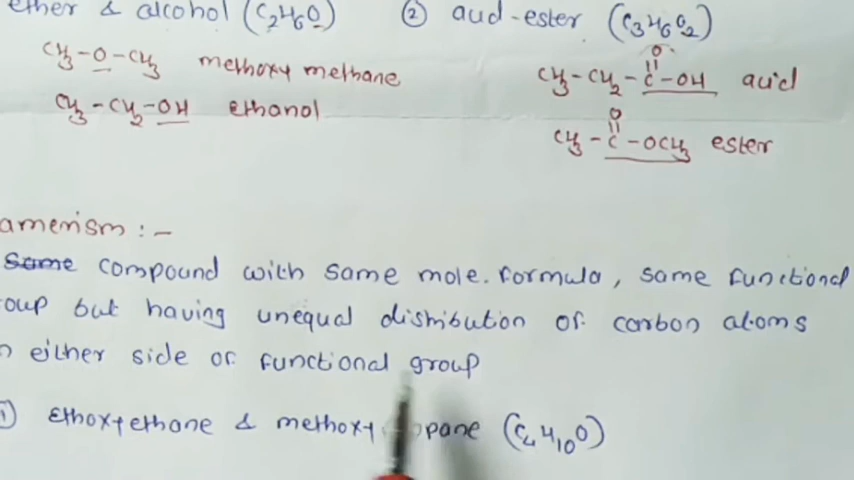 ether & alcohol (C2H6O) ② acid-ester (C3H6O2)
CH3-O-CH3 methoxy methane
CH3-CH2-C-OH acid
O
CH3-CH2-OH ethanol
CH3-C-OCH3 ester
O
amerism :-
Same compound with same mole. formula, same functional
oup but having unequal distribution of carbon atoms
n either side of functional group
① Ethoxyethane & methoxy pane (C4H10O)